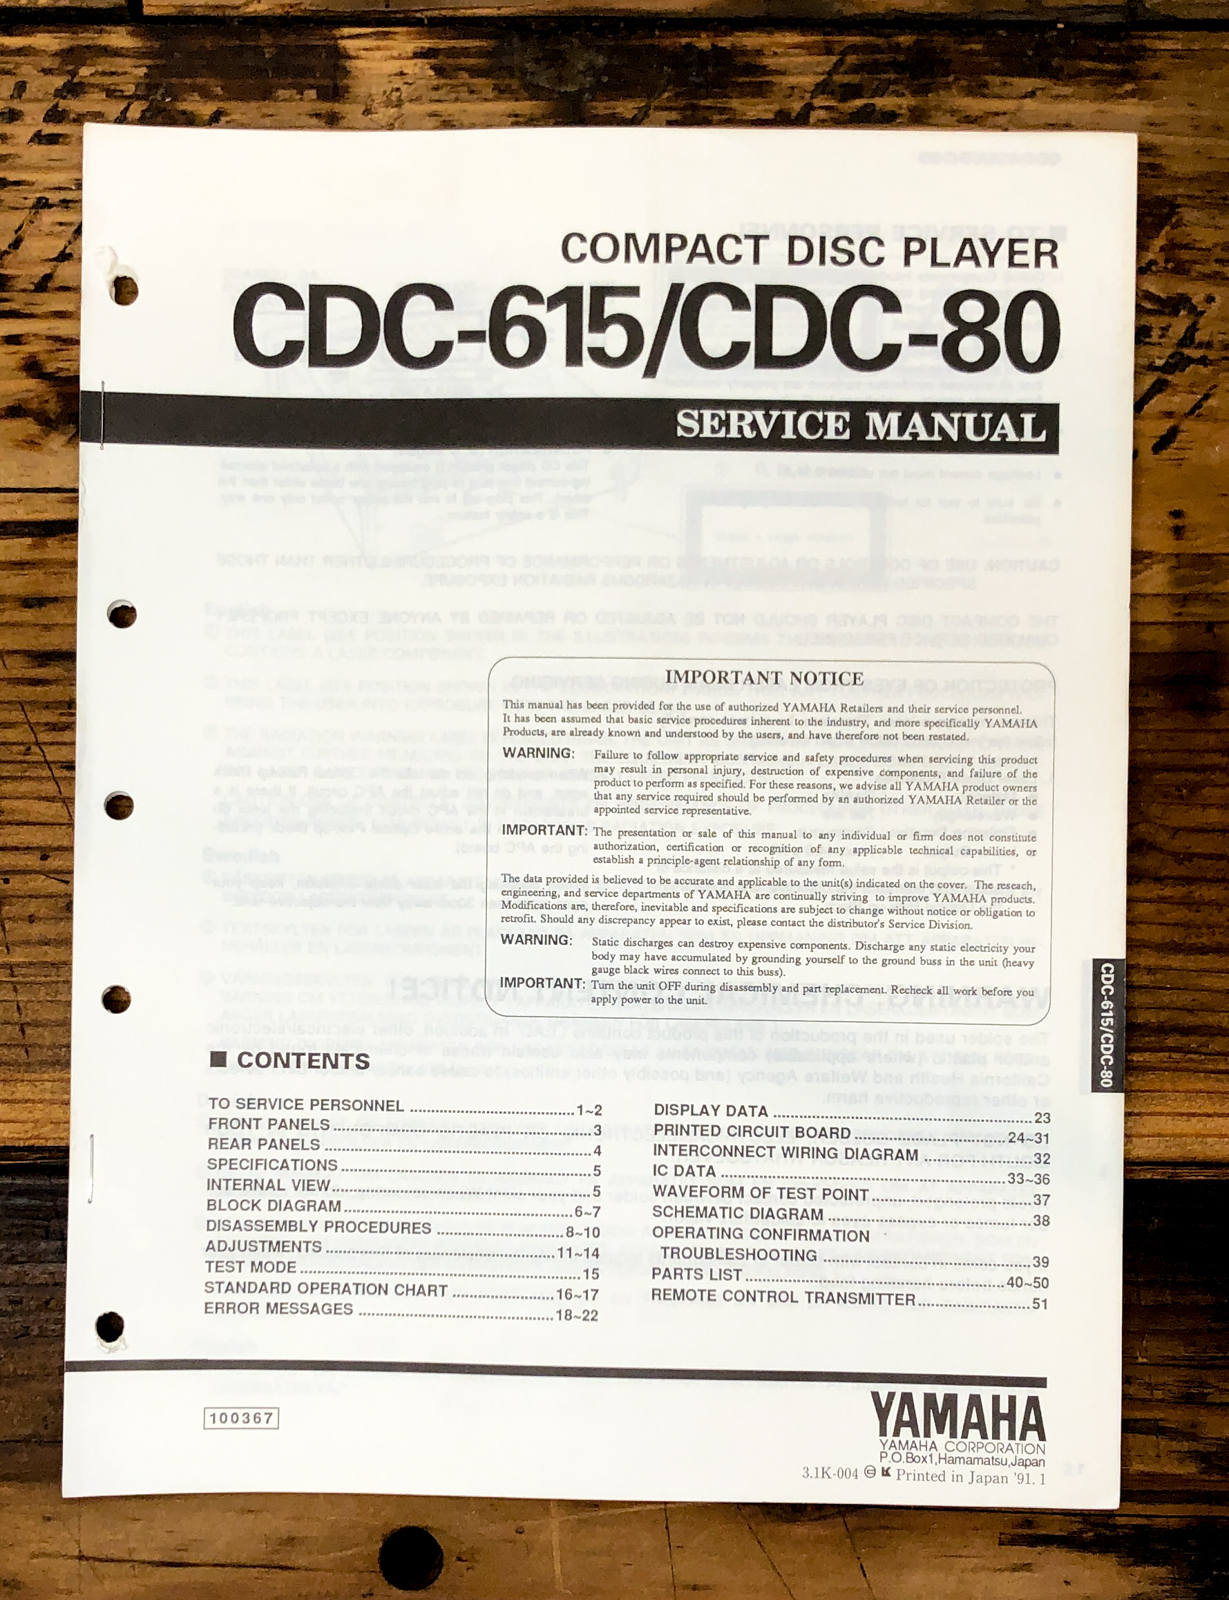 COMPACT DISC PLAYER
CDC-615/CDC-80
SERVICE MANUAL
IMPORTANT NOTICE
This manual has been provided for the use of authorized YAMAHA Retailers and their service personnel.
It has been assumed that basic service procedures inherent to the industry, and more specifically YAMAHA
Products, are already known and understood by the users, and have therefore not been restated.
WARNING: Failure to follow appropriate service and safety procedures when servicing this product
may result in personal injury, destruction of expensive components, and failure of the
product to perform as specified. For these reasons, we advise all YAMAHA product owners
that any service required should be performed by an authorized YAMAHA Retailer or the
appointed service representative.
IMPORTANT: The presentation or sale of this manual to any individual or firm does not constitute
authorization, certification or recognition of any applicable technical capabilities, or
establish a principle-agent relationship of any form.
The data provided is believed to be accurate and applicable to the unit(s) indicated on the cover. The reseach,
engineering, and service departments of YAMAHA are continually striving to improve YAMAHA products.
Modifications are, therefore, inevitable and specifications are subject to change without notice or obligation to
retrofit. Should any discrepancy appear to exist, please contact the distributor's Service Division.
WARNING: Static discharges can destroy expensive components. Discharge any static electricity your
body may have accumulated by grounding yourself to the ground buss in the unit (heavy
gauge black wires connect to this buss).
IMPORTANT: Turn the unit OFF during disassembly and part replacement. Recheck all work before you
apply power to the unit.
CDC-615/CDC-80
■ CONTENTS
TO SERVICE PERSONNEL ........................................1~2
FRONT PANELS ................................................................3
REAR PANELS ..................................................................4
SPECIFICATIONS ..............................................................5
INTERNAL VIEW................................................................5
BLOCK DIAGRAM .........................................................6~7
DISASSEMBLY PROCEDURES ................................8~10
ADJUSTMENTS ........................................................11~14
TEST MODE ....................................................................15
STANDARD OPERATION CHART .........................16~17
ERROR MESSAGES ................................................18~22
DISPLAY DATA ...............................................................23
PRINTED CIRCUIT BOARD .....................................24~31
INTERCONNECT WIRING DIAGRAM ...........................32
IC DATA .....................................................................33~36
WAVEFORM OF TEST POINT .......................................37
SCHEMATIC DIAGRAM ..................................................38
OPERATING CONFIRMATION
TROUBLESHOOTING ....................................................39
PARTS LIST ..............................................................40~50
REMOTE CONTROL TRANSMITTER............................51
100367
YAMAHA
YAMAHA CORPORATION
P.O.Box1,Hamamatsu,Japan
3.1K-004 Printed in Japan '91. 1